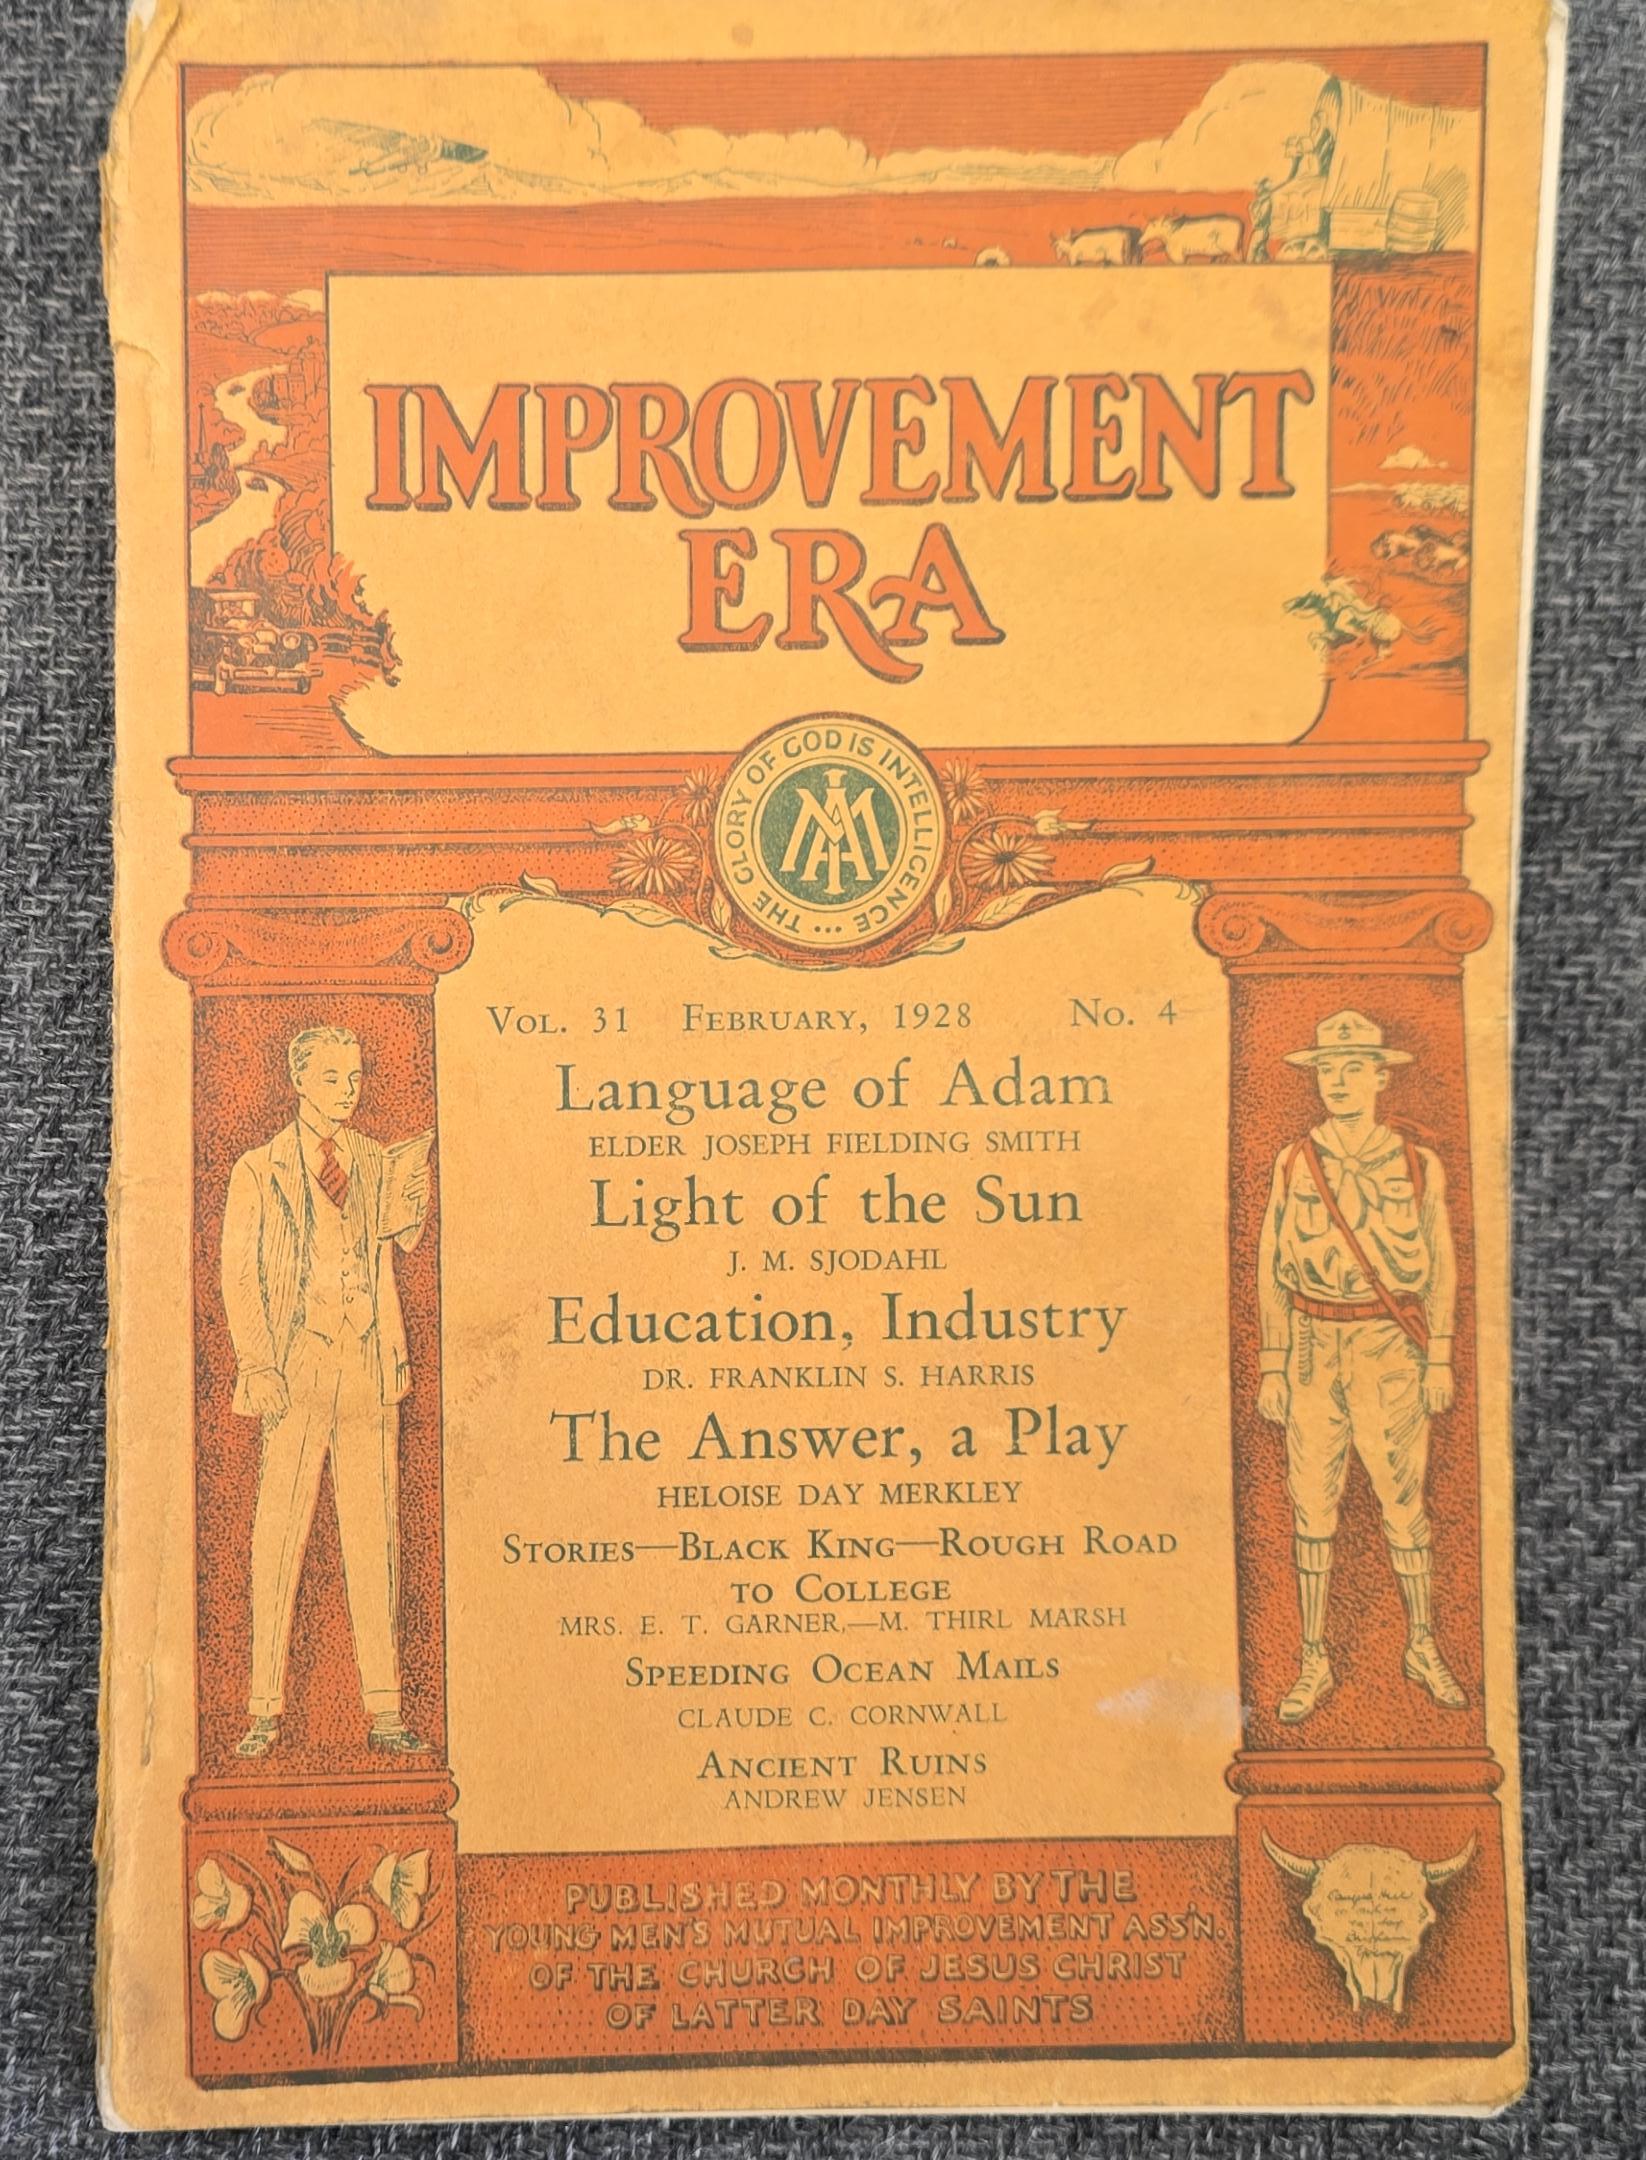 IMPROVEMENT
ERA
THE GLORY OF GOD IS INTELLIGENCE ...
Vol. 31 February, 1928 No. 4
Language of Adam
ELDER JOSEPH FIELDING SMITH
Light of the Sun
J. M. SJODAHL
Education, Industry
DR. FRANKLIN S. HARRIS
The Answer, a Play
HELOISE DAY MERKLEY
Stories—Black King—Rough Road
to College
MRS. E. T. GARNER,—M. THIRL MARSH
Speeding Ocean Mails
CLAUDE C. CORNWALL
Ancient Ruins
ANDREW JENSEN
PUBLISHED MONTHLY BY THE
YOUNG MEN'S MUTUAL IMPROVEMENT ASS'N.
OF THE CHURCH OF JESUS CHRIST
OF LATTER DAY SAINTS